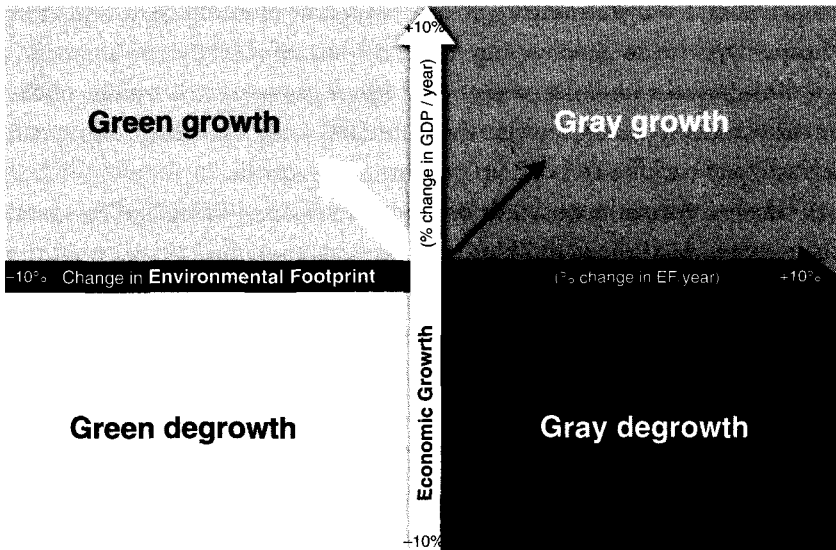 +10%
(% change in GDP / year)
Green growth
Gray growth
–10% Change in Environmental Footprint
(% change in EF year)
+10%
Economic Growrth
Green degrowth
Gray degrowth
–10%